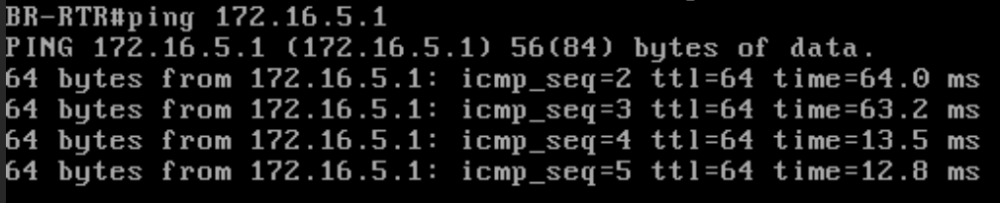 BR-RTR#ping 172.16.5.1
PING 172.16.5.1 (172.16.5.1) 56(84) bytes of data.
64 bytes from 172.16.5.1: icmp_seq=2 ttl=64 time=64.0 ms
64 bytes from 172.16.5.1: icmp_seq=3 ttl=64 time=63.2 ms
64 bytes from 172.16.5.1: icmp_seq=4 ttl=64 time=13.5 ms
64 bytes from 172.16.5.1: icmp_seq=5 ttl=64 time=12.8 ms